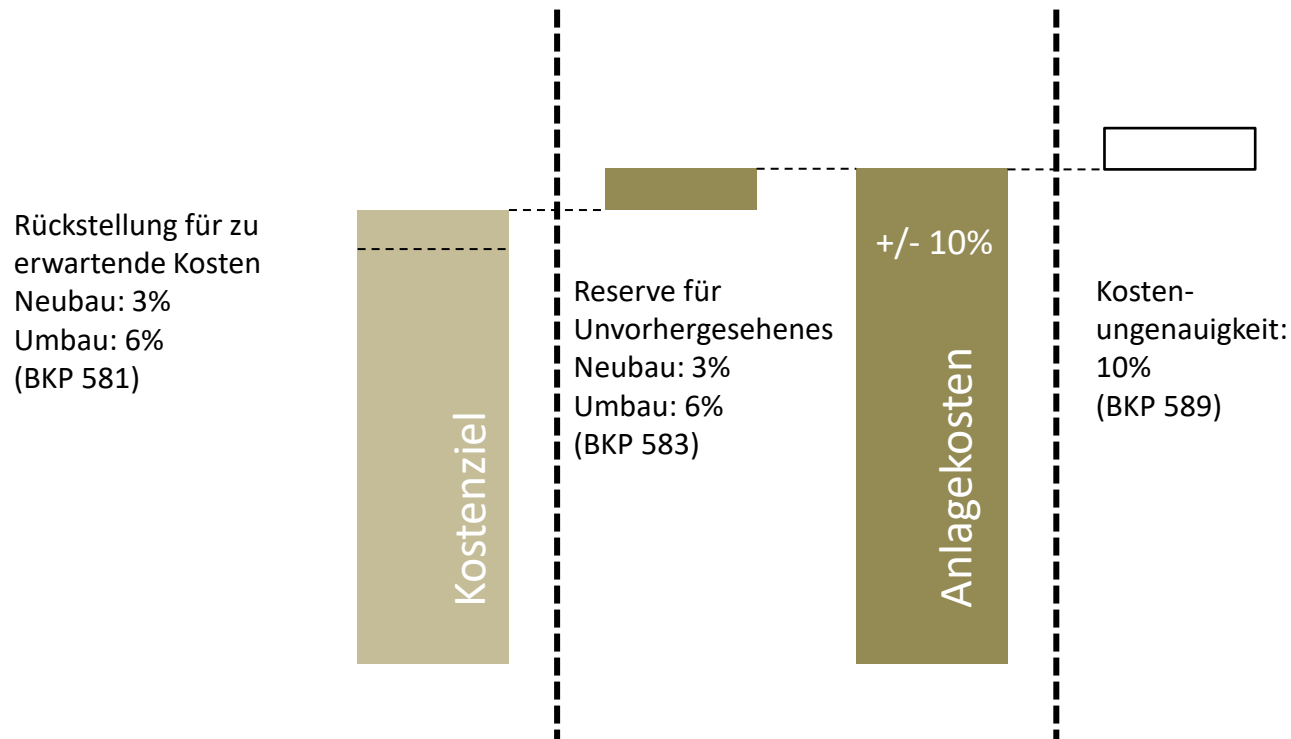 Rückstellung für zu
erwartende Kosten
Neubau: 3%
Umbau: 6%
(BKP 581)
Kostenziel
Reserve für
Unvorhergesehenes
Neubau: 3%
Umbau: 6%
(BKP 583)
+/- 10%
Anlagekosten
Kosten-
ungenauigkeit:
10%
(BKP 589)